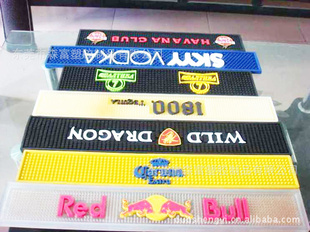 HAVANA CLUB
SKYY VODKA
1800
Tequila
WILD DRAGON
Corona
Extra
Red Bull